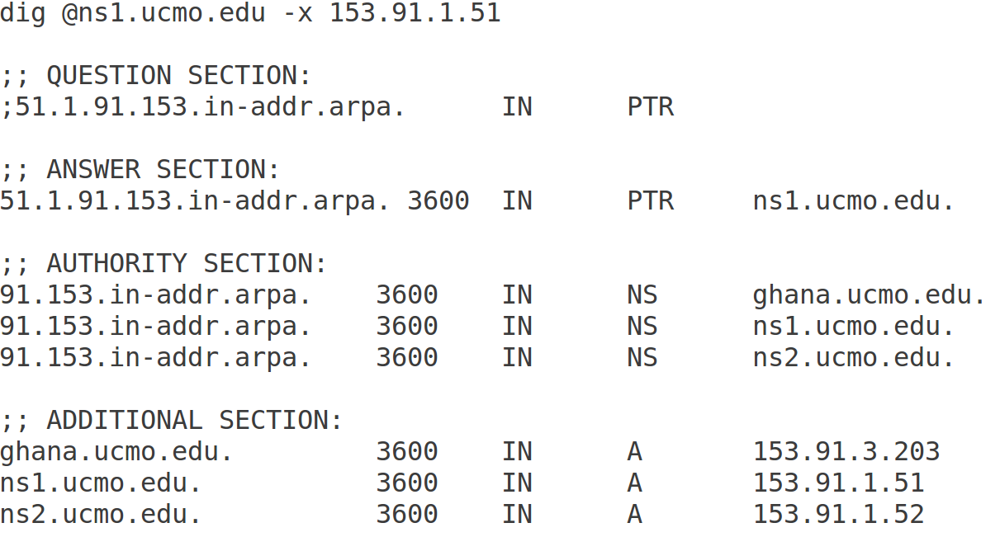 dig @ns1.ucmo.edu -x 153.91.1.51
;; QUESTION SECTION:
;51.1.91.153.in-addr.arpa. IN PTR
;; ANSWER SECTION:
51.1.91.153.in-addr.arpa. 3600 IN PTR ns1.ucmo.edu.
;; AUTHORITY SECTION:
91.153.in-addr.arpa. 3600 IN NS ghana.ucmo.edu.
91.153.in-addr.arpa. 3600 IN NS ns1.ucmo.edu.
91.153.in-addr.arpa. 3600 IN NS ns2.ucmo.edu.
;; ADDITIONAL SECTION:
ghana.ucmo.edu. 3600 IN A 153.91.3.203
ns1.ucmo.edu. 3600 IN A 153.91.1.51
ns2.ucmo.edu. 3600 IN A 153.91.1.52